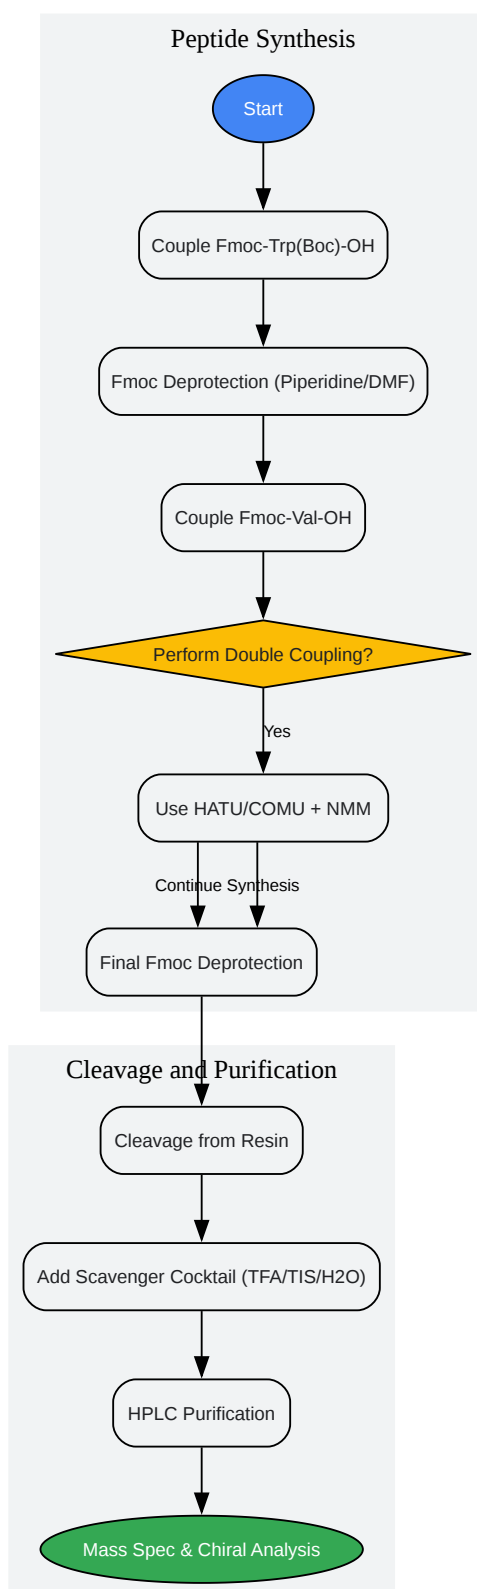 Peptide Synthesis
Start
Couple Fmoc-Trp(Boc)-OH
Fmoc Deprotection (Piperidine/DMF)
Couple Fmoc-Val-OH
Perform Double Coupling?
Yes
Use HATU/COMU + NMM
Continue Synthesis
Final Fmoc Deprotection
Cleavage and Purification
Cleavage from Resin
Add Scavenger Cocktail (TFA/TIS/H2O)
HPLC Purification
Mass Spec & Chiral Analysis